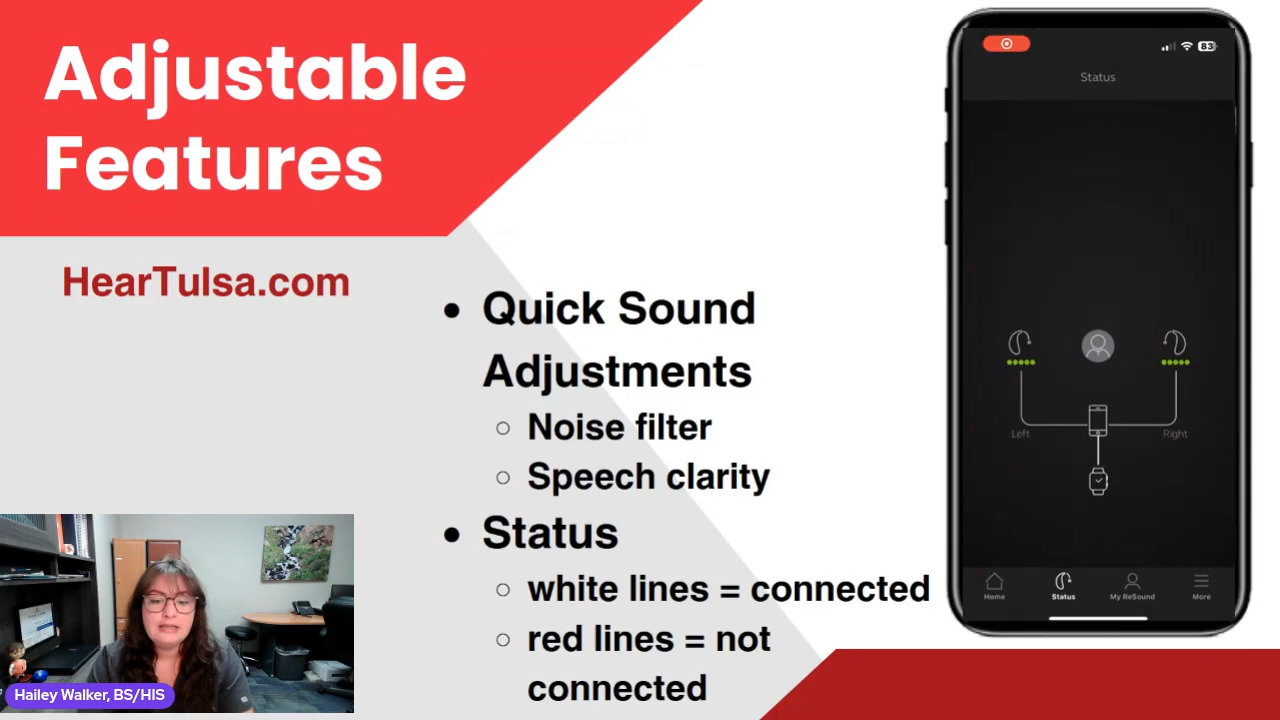 Adjustable
Features
HearTulsa.com
• Quick Sound
Adjustments
○ Noise filter
○ Speech clarity
• Status
○ white lines = connected
○ red lines = not
connected
Hailey Walker, BS/HIS
83
Status
Left
Right
Home
Status
My ReSound
More